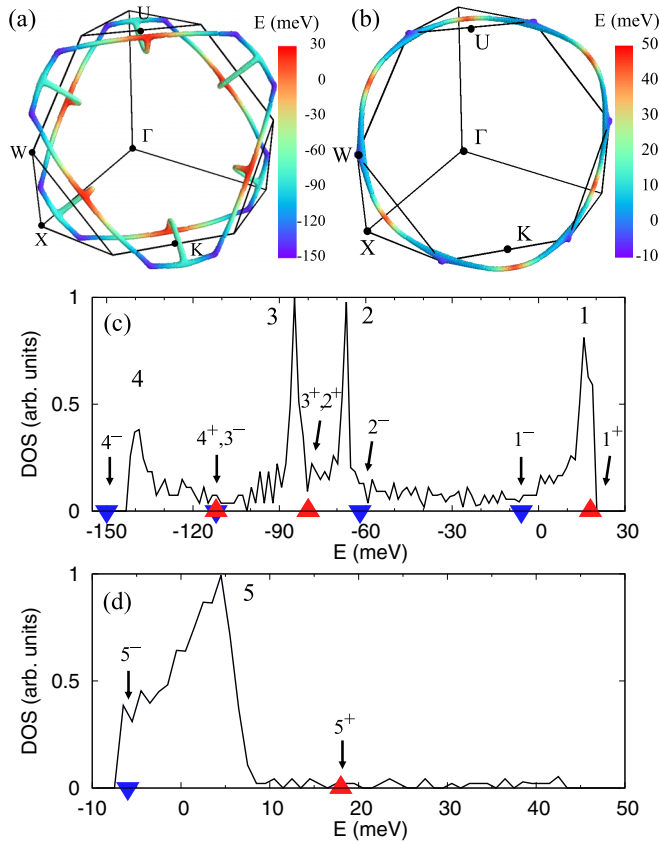 (a)
U
Γ
W
X
K
E (meV)
30
0
-30
-60
-90
-120
-150
(b)
U
Γ
W
X
K
E (meV)
50
40
30
20
10
0
-10
(c)
DOS (arb. units)
1
0.5
0
4
3
2
1
4⁻
4⁺,3⁻
3⁺,2⁺
2⁻
1⁻
1⁺
-150 -120 -90 -60 -30 0 30
E (meV)
(d)
DOS (arb. units)
1
0.5
0
5
5⁻
5⁺
-10 0 10 20 30 40 50
E (meV)